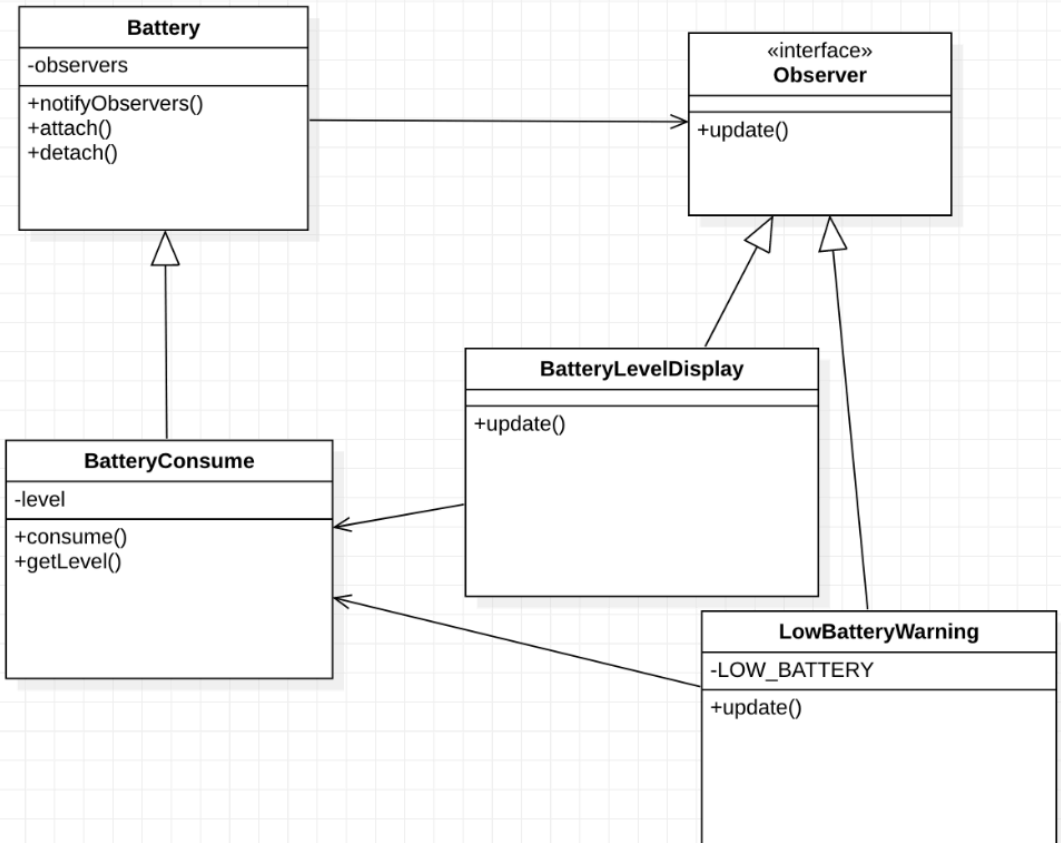 Battery
-observers
+notifyObservers()
+attach()
+detach()
«interface»
Observer
+update()
BatteryLevelDisplay
+update()
BatteryConsume
-level
+consume()
+getLevel()
LowBatteryWarning
-LOW_BATTERY
+update()